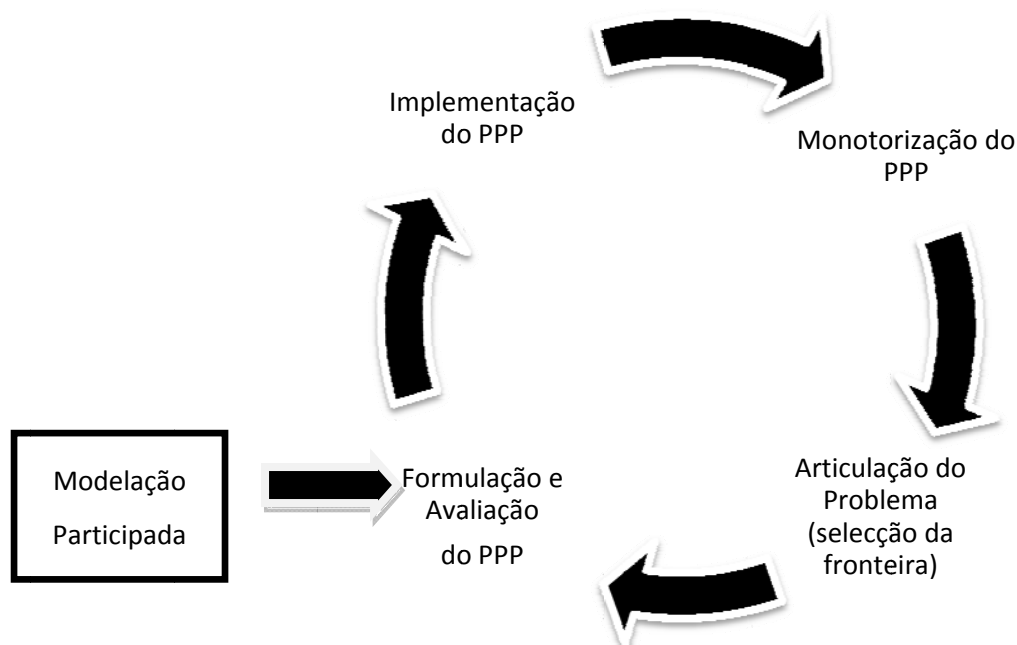 Implementação
do PPP
Monotorização do
PPP
Modelação
Participada
Formulação e
Avaliação
do PPP
Articulação do
Problema
(selecção da
fronteira)